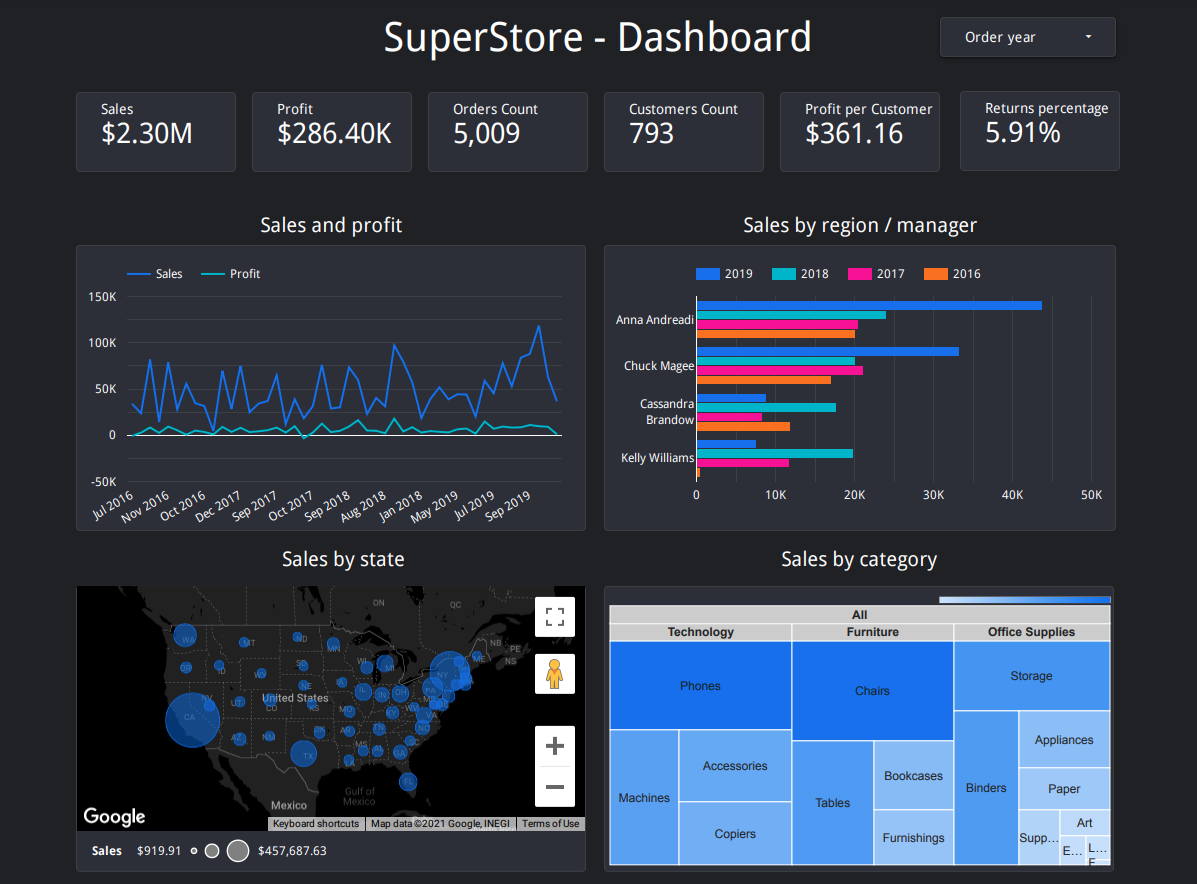 SuperStore - Dashboard
Order year
Sales
$2.30M
Profit
$286.40K
Orders Count
5,009
Customers Count
793
Profit per Customer
$361.16
Returns percentage
5.91%
Sales and profit
Sales Profit
150K
100K
50K
0
-50K
Jul 2016 Nov 2016 Oct 2016 Dec 2017 Sep 2017 Oct 2017 Sep 2018 Aug 2018 Jan 2018 May 2019 Jul 2019 Sep 2019
Sales by region / manager
2019 2018 2017 2016
Anna Andreadi
Chuck Magee
Cassandra
Brandow
Kelly Williams
0 10K 20K 30K 40K 50K
Sales by state
ON QC
NB PE
NS
WA MT ND MN
OR ID WY SD WI MI NY ME
NV UT CO NE IA IL IN OH PA
United States
CA KS MO KY WV VA
AZ NM OK AR TN NC
TX MS AL GA SC
LA FL
Gulf of
Mexico
Mexico
Google
Keyboard shortcuts Map data ©2021 Google, INEGI Terms of Use
Sales $919.91 $457,687.63
Sales by category
All
Technology Furniture Office Supplies
Phones
Chairs
Storage
Machines
Accessories
Copiers
Tables
Bookcases
Furnishings
Binders
Appliances
Paper
Supp...
Art
E...
L...